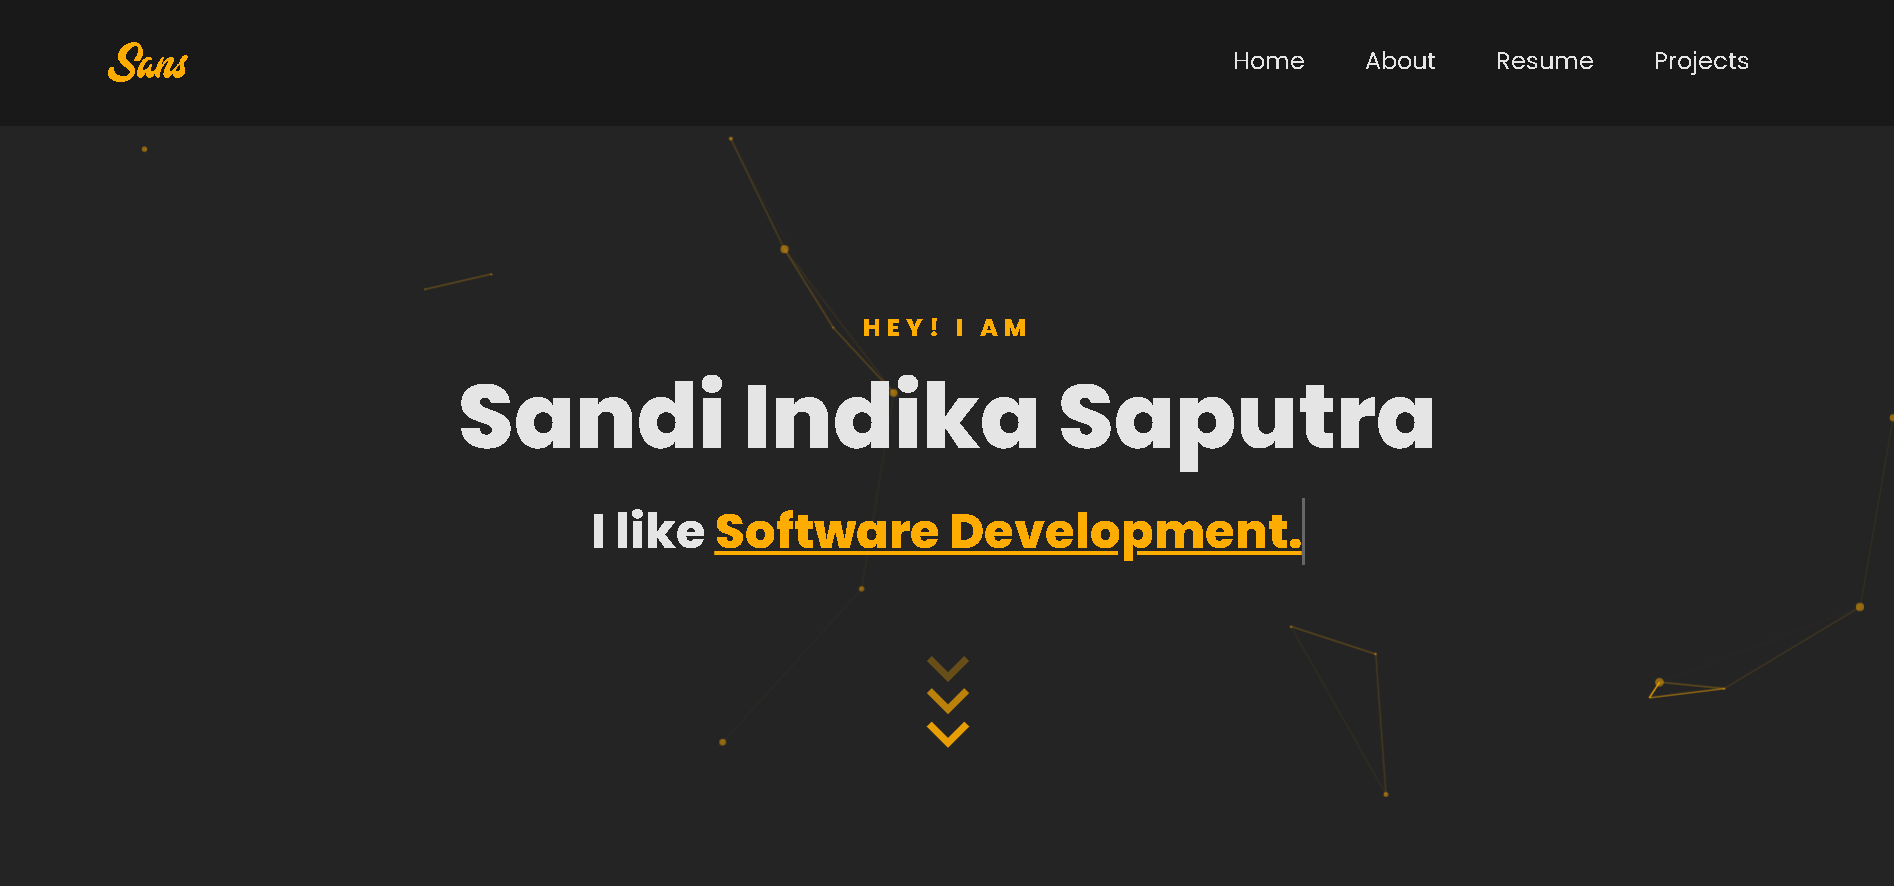 Sans
Home About Resume Projects
HEY! I AM
Sandi Indika Saputra
I like Software Development.